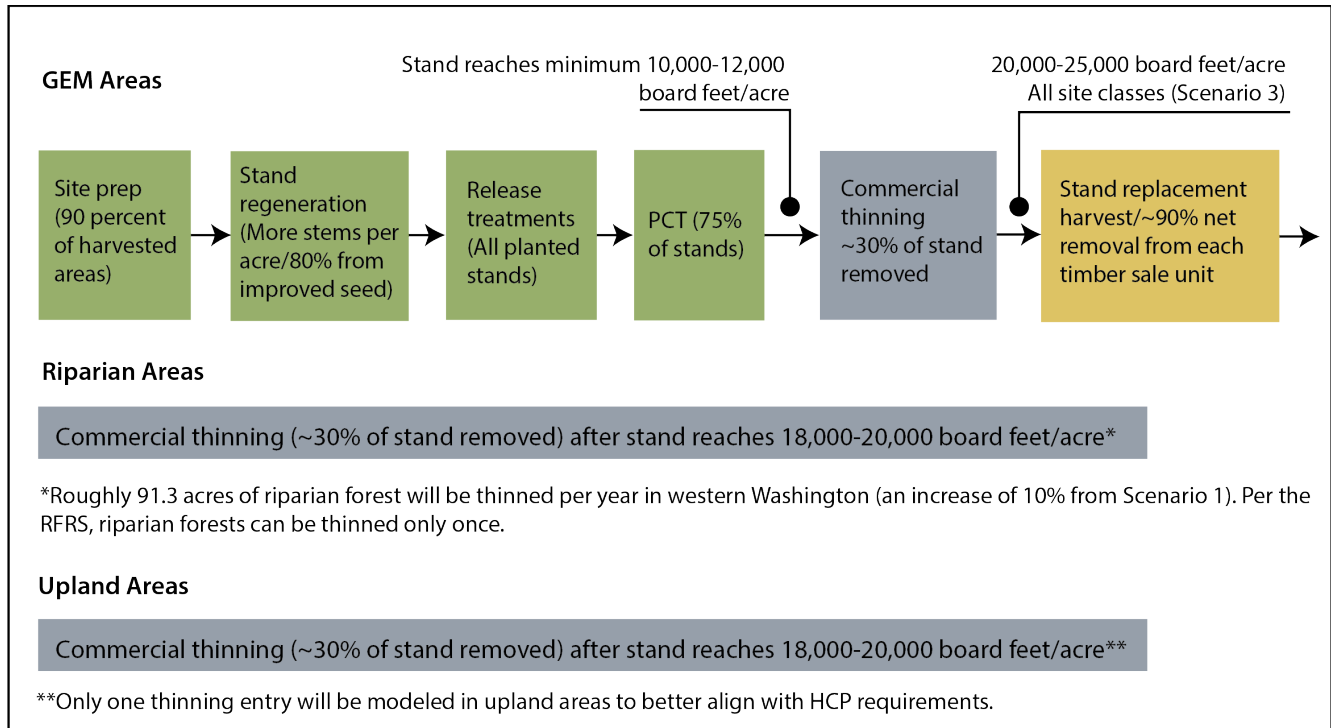 GEM Areas
Stand reaches minimum 10,000-12,000
board feet/acre
20,000-25,000 board feet/acre
All site classes (Scenario 3)
Site prep
(90 percent
of harvested
areas)
Stand
regeneration
(More stems per
acre/80% from
improved seed)
Release
treatments
(All planted
stands)
PCT (75%
of stands)
Commercial
thinning
~30% of stand
removed
Stand replacement
harvest/~90% net
removal from each
timber sale unit
Riparian Areas
Commercial thinning (~30% of stand removed) after stand reaches 18,000-20,000 board feet/acre*
*Roughly 91.3 acres of riparian forest will be thinned per year in western Washington (an increase of 10% from Scenario 1). Per the
RFRS, riparian forests can be thinned only once.
Upland Areas
Commercial thinning (~30% of stand removed) after stand reaches 18,000-20,000 board feet/acre**
**Only one thinning entry will be modeled in upland areas to better align with HCP requirements.